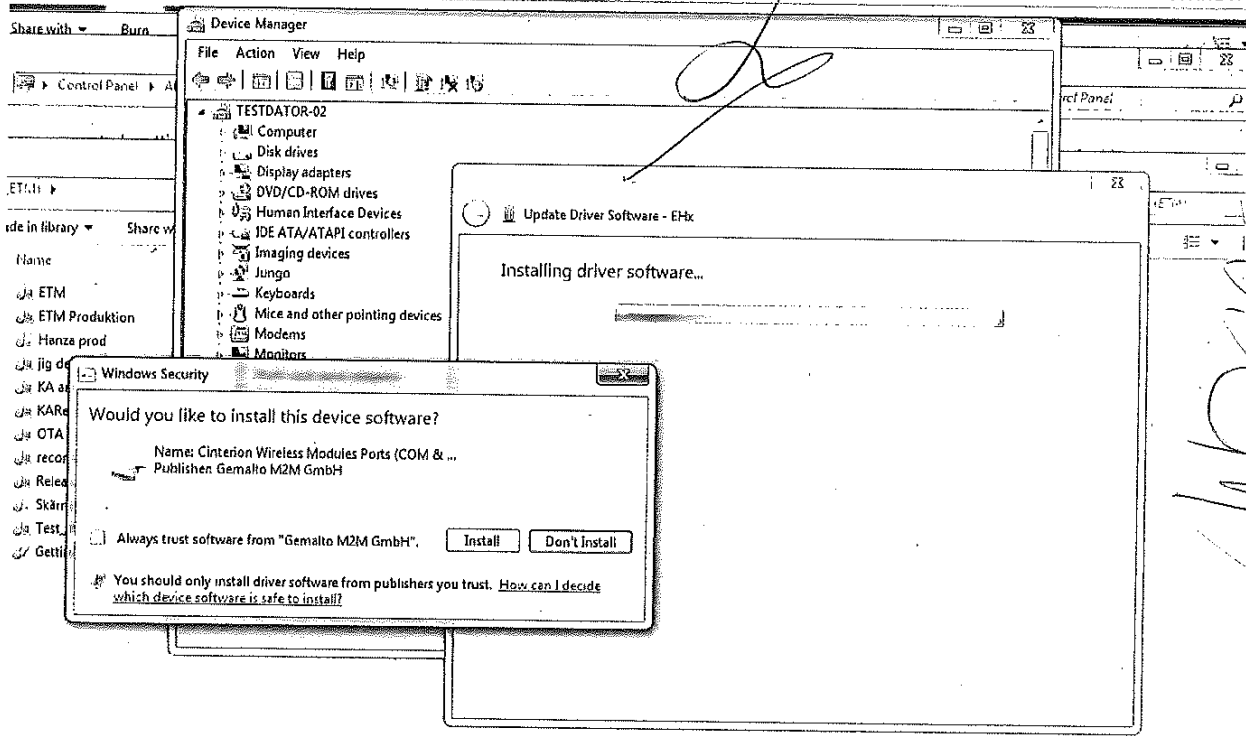 Share with
Burn
Control Panel
ETM
Share w
Name
ETM
ETM Produktion
Hanza prod
OTA
Device Manager
File Action View Help
TESTDATOR-02
Computer
Disk drives
Display adapters
DVD/CD-ROM drives
Human Interface Devices
IDE ATA/ATAPI controllers
Imaging devices
Jungo
Keyboards
Mice and other pointing devices
Modems
Monitors
Update Driver Software - EHx
Installing driver software...
Windows Security
Would you like to install this device software?
Name: Cinterion Wireless Modules Ports (COM & ...
Publisher: Gemalto M2M GmbH
Always trust software from "Gemalto M2M GmbH".
Install
Don't Install
You should only install driver software from publishers you trust. How can I decide
which device software is safe to install?